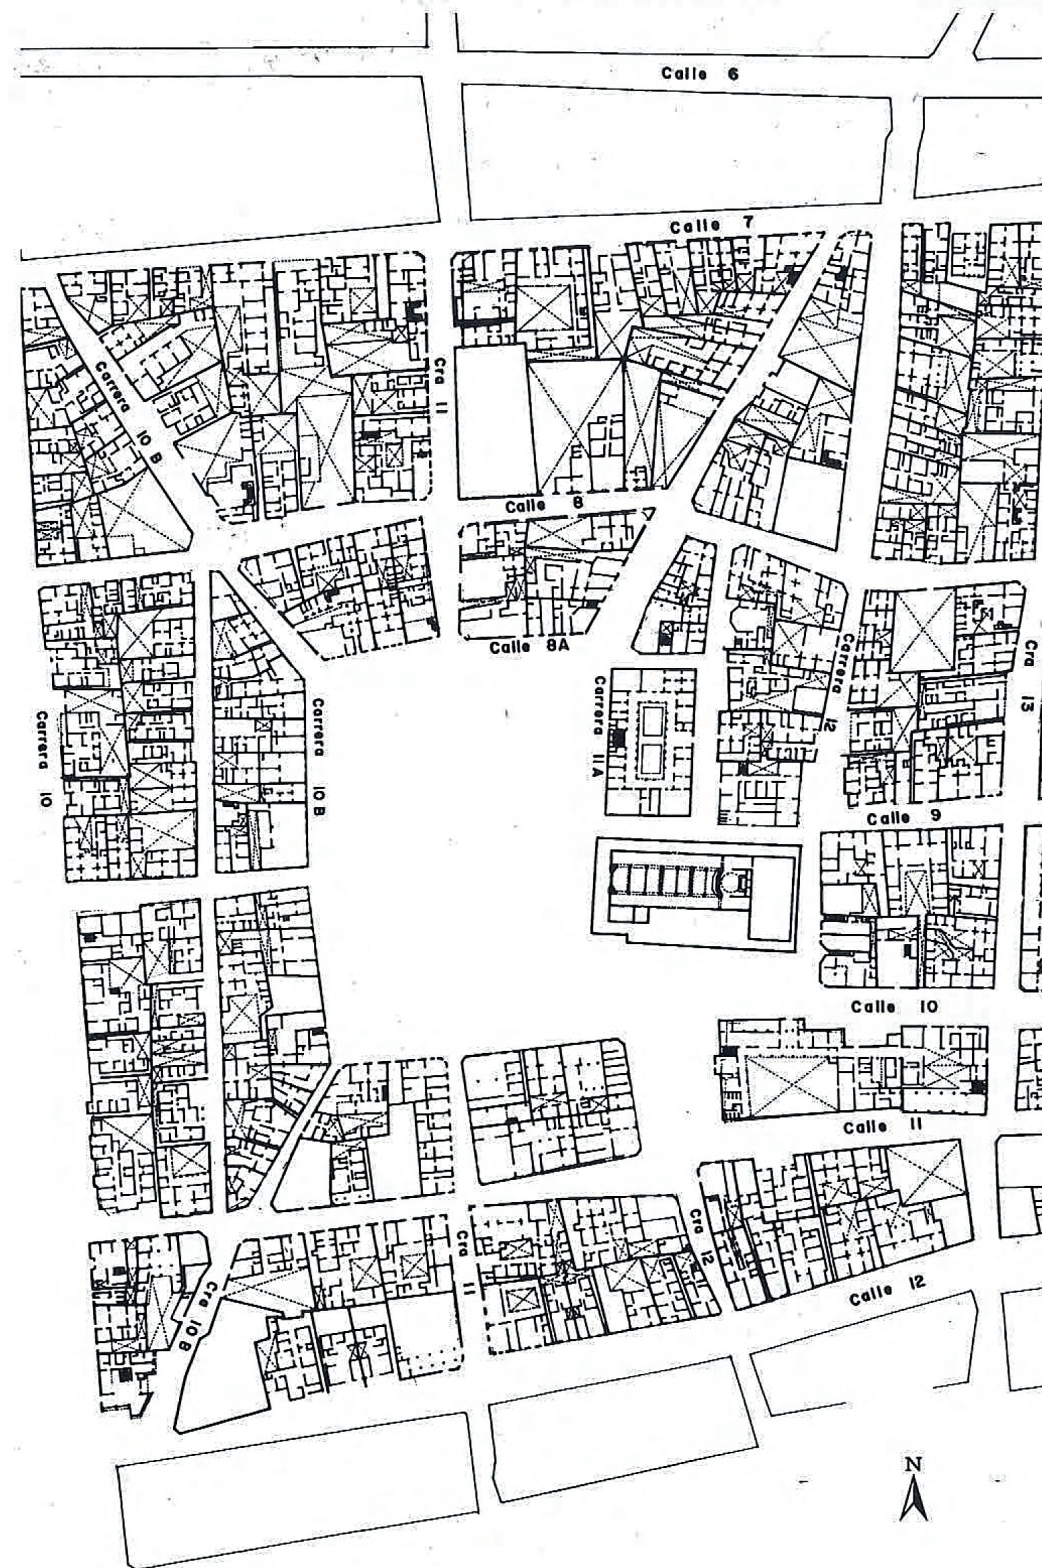 Calle 6
Calle 7
Cra 11
Carrera 10 B
Calle 8
Calle 8A
Carrera 12
Cra 13
Carrera 10
Carrera 10 B
Carrera 11A
Calle 9
Calle 10
Calle 11
Cra 12
Cra 11
Cra 10 B
Calle 12
N